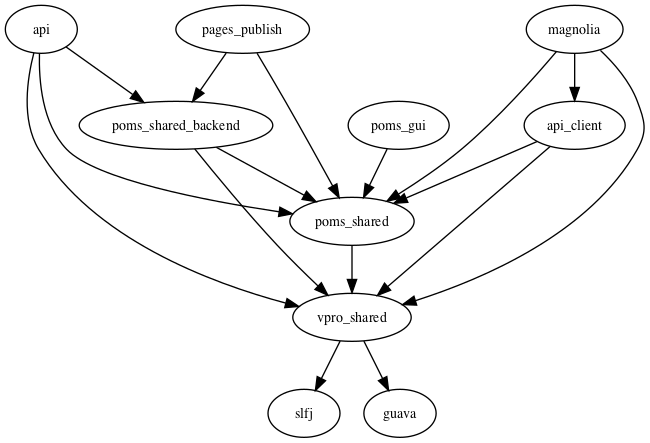 api
pages_publish
magnolia
poms_shared_backend
poms_gui
api_client
poms_shared
vpro_shared
slfj
guava